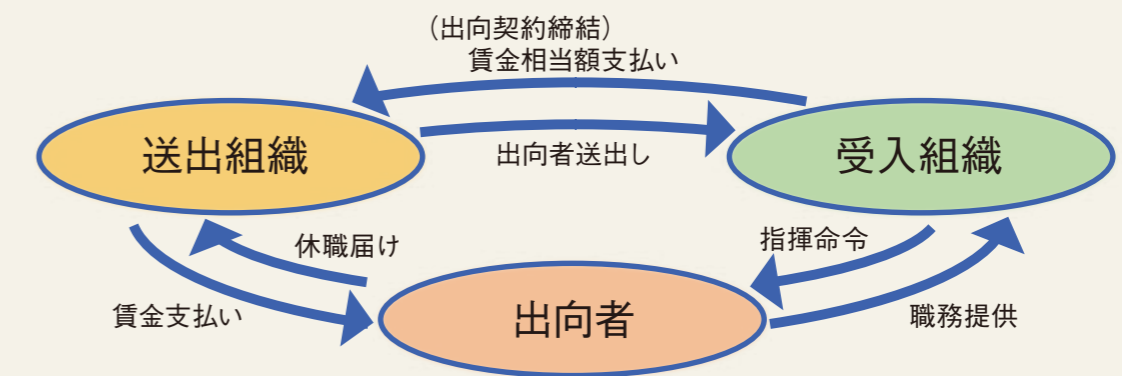 （出向契約締結）
賃金相当額支払い
送出組織
受入組織
出向者送出し
休職届け
指揮命令
賃金支払い
出向者
職務提供